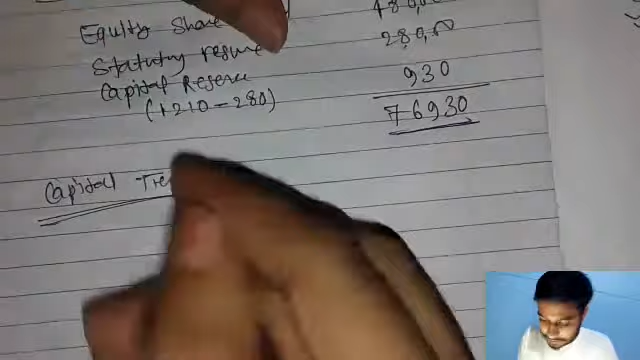 Equity Share
Statutory reserve 280,00
Capital Reserve 930
(1210 - 280) 76930
Capital